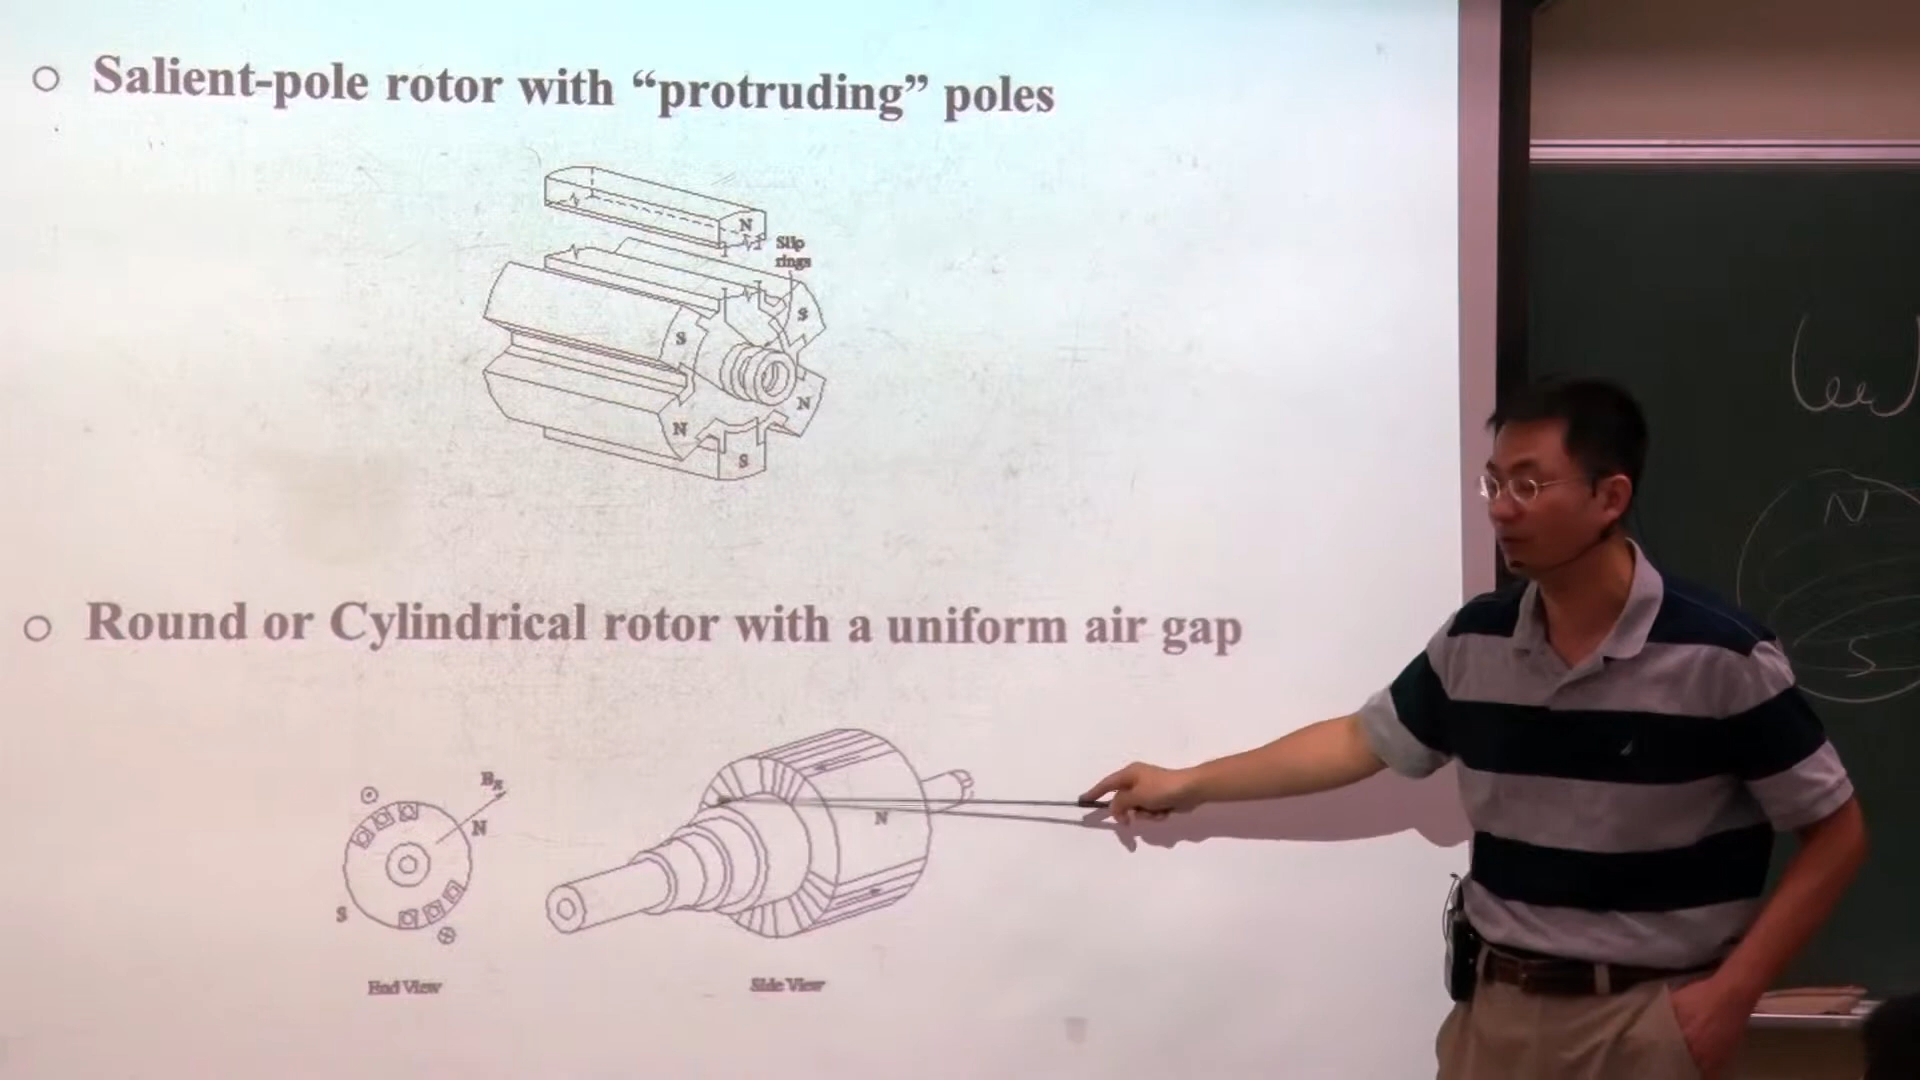 Salient-pole rotor with “protruding” poles
N
Slip
rings
S
S
N
N
S
Round or Cylindrical rotor with a uniform air gap
B_R
N
S
N
End View
Side View
N
S